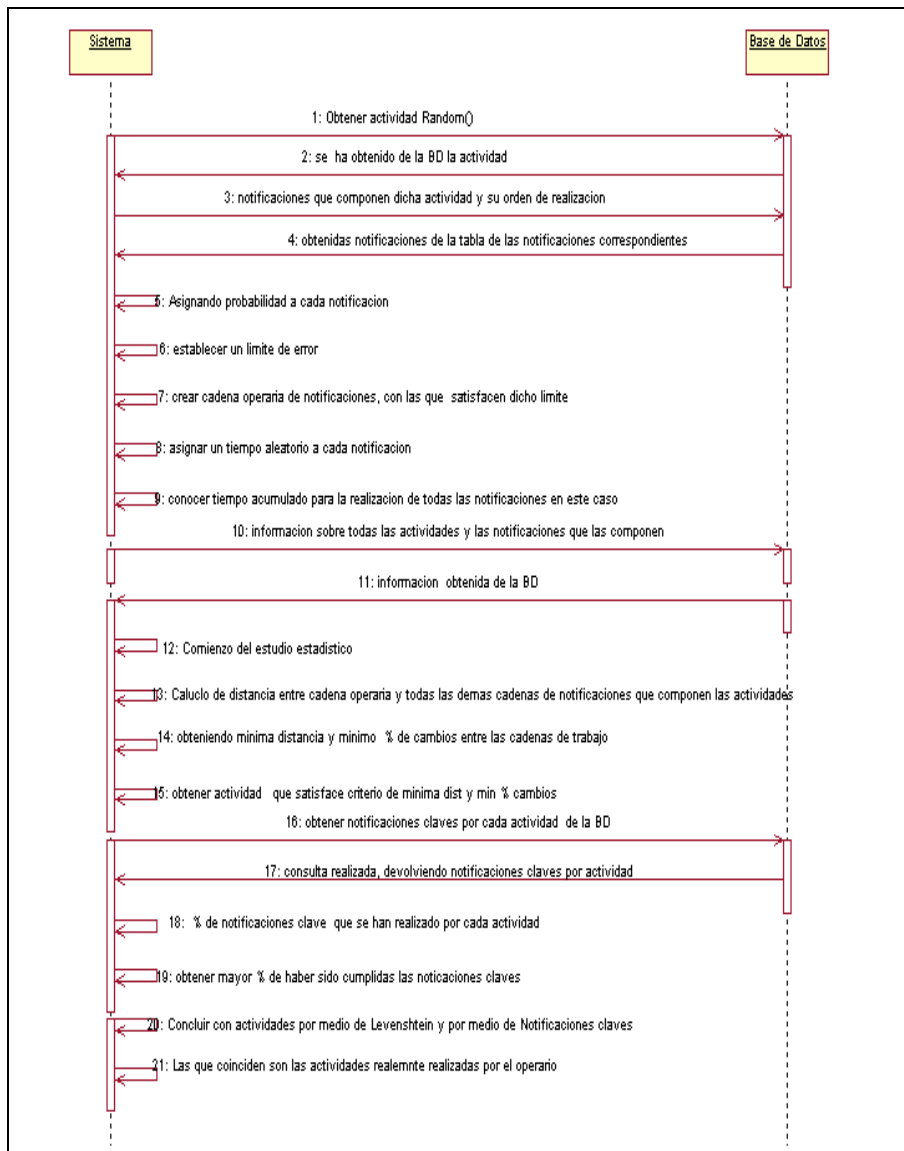 Sistema
Base de Datos
1: Obtener actividad Random()
2: se ha obtenido de la BD la actividad
3: notificaciones que componen dicha actividad y su orden de realizacion
4: obtenidas notificaciones de la tabla de las notificaciones correspondientes
5: Asignando probabilidad a cada notificacion
6: establecer un limite de error
7: crear cadena operaria de notificaciones, con las que satisfacen dicho limite
8: asignar un tiempo aleatorio a cada notificacion
9: conocer tiempo acumulado para la realizacion de todas las notificaciones en este caso
10: informacion sobre todas las actividades y las notificaciones que las componen
11: informacion obtenida de la BD
12: Comienzo del estudio estadistico
13: Caluclo de distancia entre cadena operaria y todas las demas cadenas de notificaciones que componen las actividades
14: obteniendo minima distancia y minimo % de cambios entre las cadenas de trabajo
15: obtener actividad que satisface criterio de minima dist y min % cambios
16: obtener notificaciones claves por cada actividad de la BD
17: consulta realizada, devolviendo notificaciones claves por actividad
18: % de notificaciones clave que se han realizado por cada actividad
19: obtener mayor % de haber sido cumplidas las noticaciones claves
20: Concluir con actividades por medio de Levenshtein y por medio de Notificaciones claves
21: Las que coinciden son las actividades realemnte realizadas por el operario